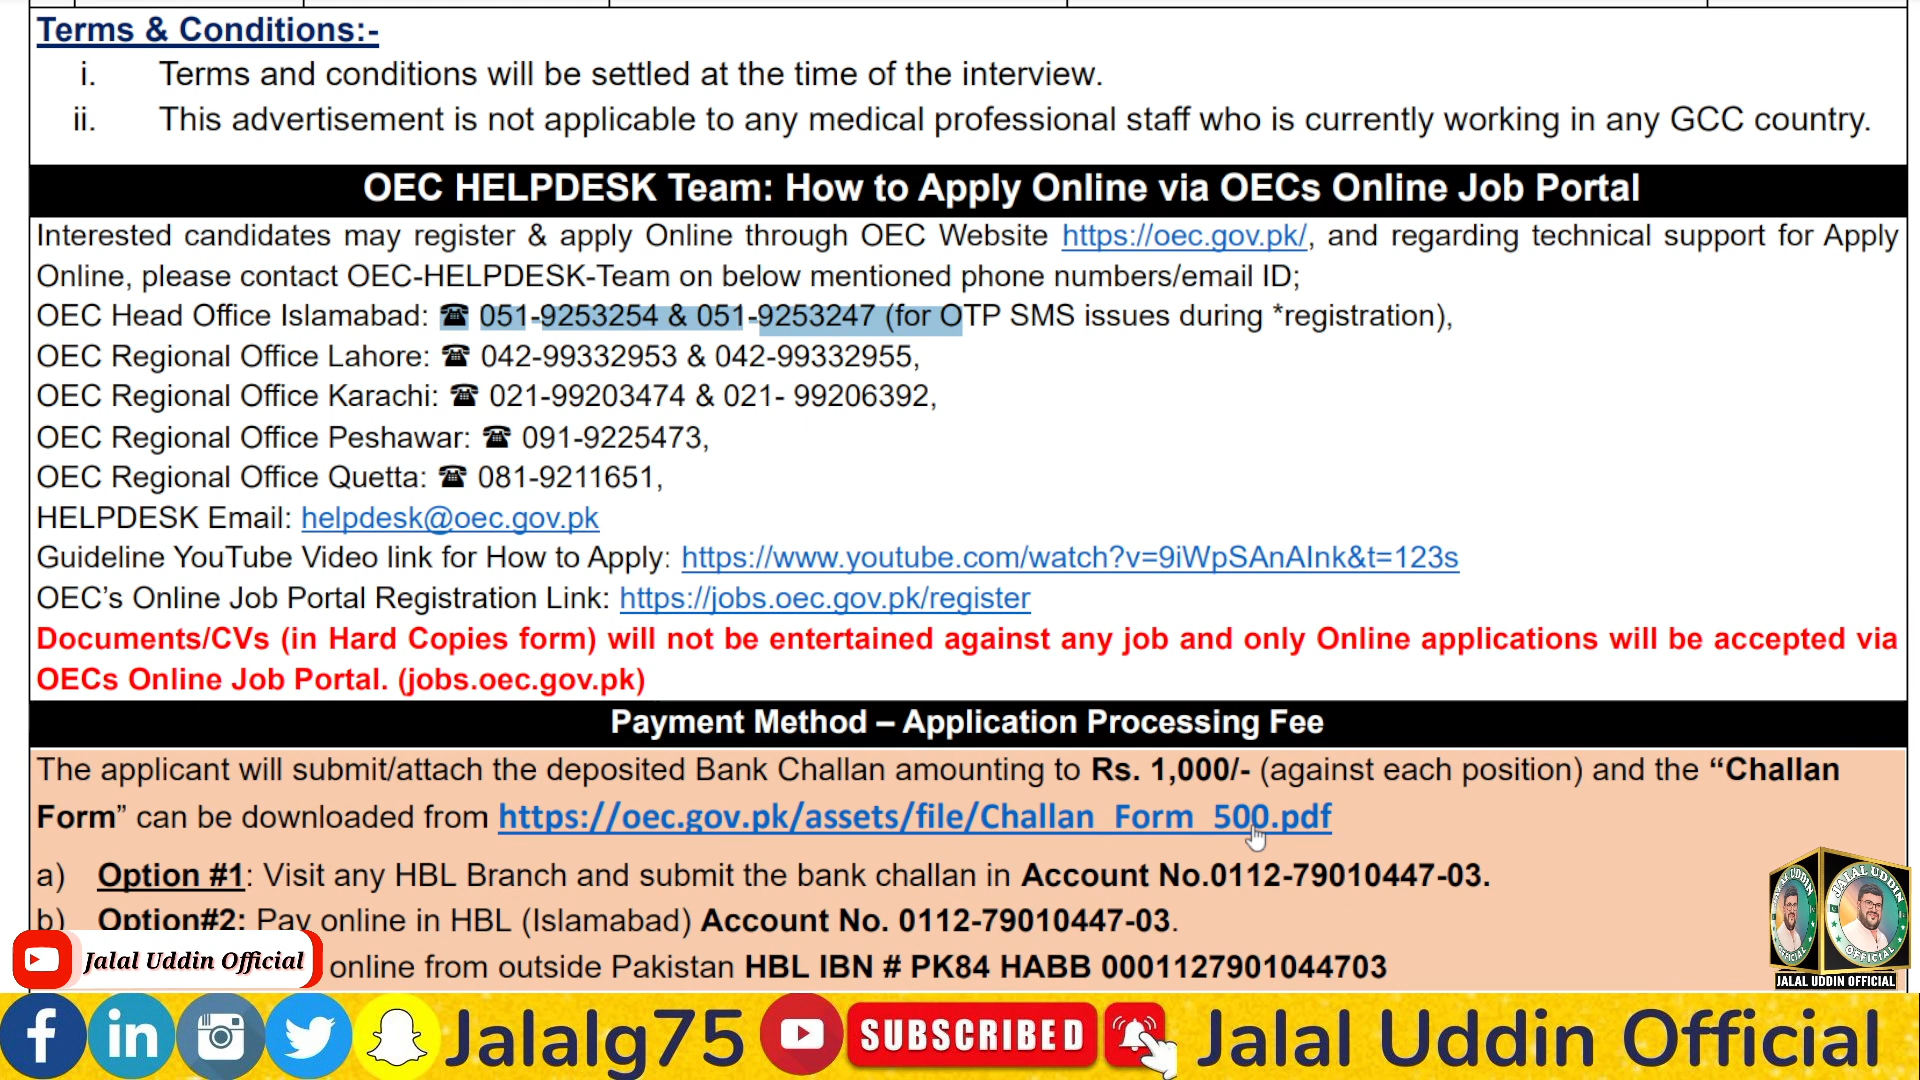 Terms & Conditions:-
i. Terms and conditions will be settled at the time of the interview.
ii. This advertisement is not applicable to any medical professional staff who is currently working in any GCC country.
OEC HELPDESK Team: How to Apply Online via OECs Online Job Portal
Interested candidates may register & apply Online through OEC Website https://oec.gov.pk/, and regarding technical support for Apply
Online, please contact OEC-HELPDESK-Team on below mentioned phone numbers/email ID;
OEC Head Office Islamabad: ☎ 051-9253254 & 051-9253247 (for OTP SMS issues during *registration),
OEC Regional Office Lahore: ☎ 042-99332953 & 042-99332955,
OEC Regional Office Karachi: ☎ 021-99203474 & 021- 99206392,
OEC Regional Office Peshawar: ☎ 091-9225473,
OEC Regional Office Quetta: ☎ 081-9211651,
HELPDESK Email: helpdesk@oec.gov.pk
Guideline YouTube Video link for How to Apply: https://www.youtube.com/watch?v=9iWpSAnAInk&t=123s
OEC’s Online Job Portal Registration Link: https://jobs.oec.gov.pk/register
Documents/CVs (in Hard Copies form) will not be entertained against any job and only Online applications will be accepted via
OECs Online Job Portal. (jobs.oec.gov.pk)
Payment Method – Application Processing Fee
The applicant will submit/attach the deposited Bank Challan amounting to Rs. 1,000/- (against each position) and the “Challan
Form” can be downloaded from https://oec.gov.pk/assets/file/Challan_Form_500.pdf
a) Option #1: Visit any HBL Branch and submit the bank challan in Account No.0112-79010447-03.
b) Option#2: Pay online in HBL (Islamabad) Account No. 0112-79010447-03.
online from outside Pakistan HBL IBN # PK84 HABB 0001127901044703
Jalal Uddin Official
JALAL UDDIN OFFICIAL
JALAL UDDIN OFFICIAL
JALAL UDDIN OFFICIAL
Jalalg75 SUBSCRIBED Jalal Uddin Official